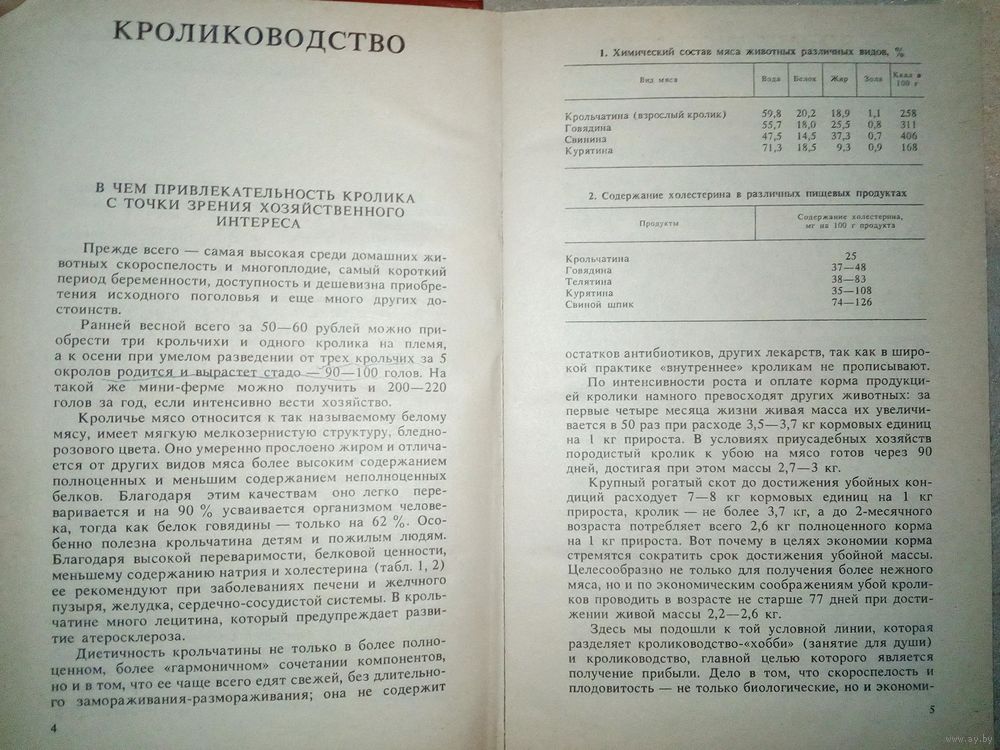 КРОЛИКОВОДСТВО
В ЧЕМ ПРИВЛЕКАТЕЛЬНОСТЬ КРОЛИКА
С ТОЧКИ ЗРЕНИЯ ХОЗЯЙСТВЕННОГО
ИНТЕРЕСА
Прежде всего — самая высокая среди домашних жи-
вотных скороспелость и многоплодие, самый короткий
период беременности, доступность и дешевизна приобре-
тения исходного поголовья и еще много других до-
стоинств.
Ранней весной всего за 50—60 рублей можно при-
обрести три крольчихи и одного кролика на племя,
а к осени при умелом разведении от трех крольчих за 5
окролов родится и вырастет стадо — 90—100 голов. На
такой же мини-ферме можно получить и 200—220
голов за год, если интенсивно вести хозяйство.
Кроличье мясо относится к так называемому белому
мясу, имеет мягкую мелкозернистую структуру, бледно-
розового цвета. Оно умеренно прослоено жиром и отлича-
ется от других видов мяса более высоким содержанием
полноценных и меньшим содержанием неполноценных
белков. Благодаря этим качествам оно легко пере-
варивается и на 90 % усваивается организмом челове-
ка, тогда как белок говядины — только на 62 %. Осо-
бенно полезна крольчатина детям и пожилым людям.
Благодаря высокой переваримости, белковой ценности,
меньшему содержанию натрия и холестерина (табл. 1, 2)
ее рекомендуют при заболеваниях печени и желчного
пузыря, желудка, сердечно-сосудистой системы. В кроль-
чатине много лецитина, который предупреждает разви-
тие атеросклероза.
Диетичность крольчатины не только в более полно-
ценном, более «гармоничном» сочетании компонентов,
но и в том, что ее чаще всего едят свежей, без длительно-
го замораживания-размораживания; она не содержит
4
1. Химический состав мяса животных различных видов, %
Вид мяса Вода Белок Жир Зола Ккал в 100 г
Крольчатина (взрослый кролик) 59,8 20,2 18,9 1,1 258
Говядина 55,7 18,0 25,5 0,8 311
Свинина 47,5 14,5 37,3 0,7 406
Курятина 71,3 18,5 9,3 0,9 168
2. Содержание холестерина в различных пищевых продуктах
Продукты Содержание холестерина, мг на 100 г продукта
Крольчатина 25
Говядина 37—48
Телятина 38—83
Курятина 35—108
Свиной шпик 74—126
остатков антибиотиков, других лекарств, так как в широ-
кой практике «внутреннее» кроликам не прописывают.
По интенсивности роста и оплате корма продукци-
ей кролики намного превосходят других животных: за
первые четыре месяца жизни живая масса их увеличи-
вается в 50 раз при расходе 3,5—3,7 кг кормовых единиц
на 1 кг прироста. В условиях приусадебных хозяйств
породистый кролик к убою на мясо готов через 90
дней, достигая при этом массы 2,7—3 кг.
Крупный рогатый скот до достижения убойных кон-
диций расходует 7—8 кг кормовых единиц на 1 кг
прироста, кролик — не более 3,7 кг, а до 2-месячного
возраста потребляет всего 2,6 кг полноценного корма
на 1 кг прироста. Вот почему в целях экономии корма
стремятся сократить срок достижения убойной массы.
Целесообразно не только для получения более нежного
мяса, но и по экономическим соображениям убой кроли-
ков проводить в возрасте не старше 77 дней при дости-
жении живой массы 2,2—2,6 кг.
Здесь мы подошли к той условной линии, которая
разделяет кролиководство-«хобби» (занятие для души)
и кролиководство, главной целью которого является
получение прибыли. Дело в том, что скороспелость и
плодовитость — не только биологические, но и экономи-
5
www.ay.by